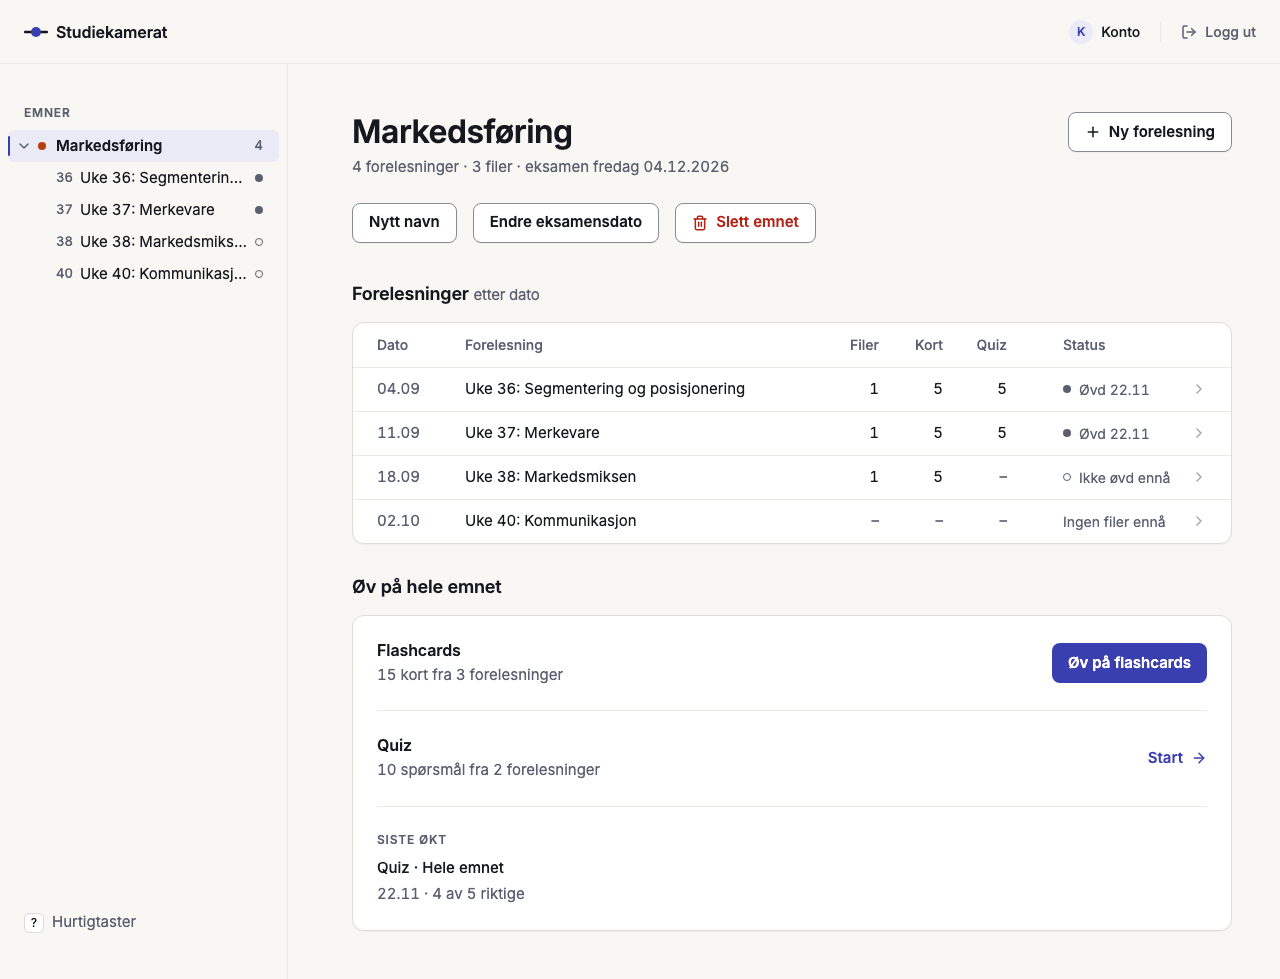 Studiekamerat
K Konto
Logg ut
EMNER
Markedsføring 4
36 Uke 36: Segmenterin...
37 Uke 37: Merkevare
38 Uke 38: Markedsmiks...
40 Uke 40: Kommunikasj...
? Hurtigtaster
Markedsføring
4 forelesninger · 3 filer · eksamen fredag 04.12.2026
+ Ny forelesning
Nytt navn
Endre eksamensdato
Slett emnet
Forelesninger etter dato
Dato Forelesning Filer Kort Quiz Status
04.09 Uke 36: Segmentering og posisjonering 1 5 5 Øvd 22.11
11.09 Uke 37: Merkevare 1 5 5 Øvd 22.11
18.09 Uke 38: Markedsmiksen 1 5 – Ikke øvd ennå
02.10 Uke 40: Kommunikasjon – – – Ingen filer ennå
Øv på hele emnet
Flashcards
15 kort fra 3 forelesninger
Øv på flashcards
Quiz
10 spørsmål fra 2 forelesninger
Start →
SISTE ØKT
Quiz · Hele emnet
22.11 · 4 av 5 riktige